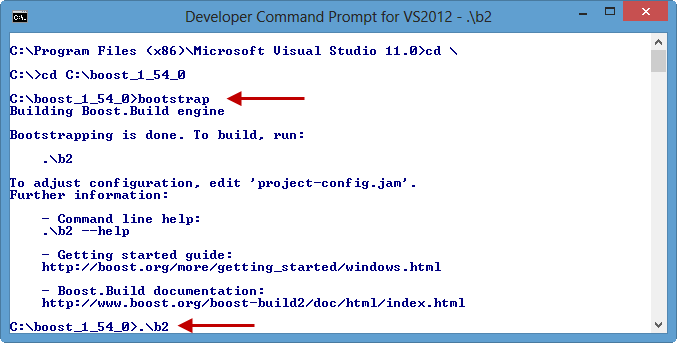 Developer Command Prompt for VS2012 - .\b2
C:\Program Files (x86)\Microsoft Visual Studio 11.0>cd \
C:\>cd C:\boost_1_54_0
C:\boost_1_54_0>bootstrap
Building Boost.Build engine
Bootstrapping is done. To build, run:
.\b2
To adjust configuration, edit 'project-config.jam'.
Further information:
- Command line help:
.\b2 --help
- Getting started guide:
http://boost.org/more/getting_started/windows.html
- Boost.Build documentation:
http://www.boost.org/boost-build2/doc/html/index.html
C:\boost_1_54_0>.\b2